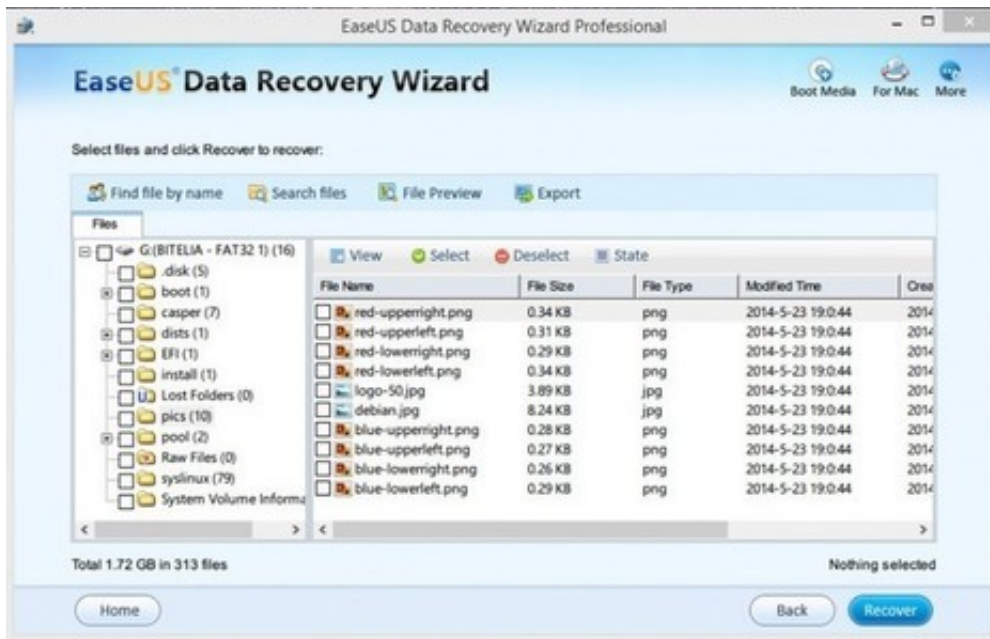 EaseUS Data Recovery Wizard Professional
EaseUS® Data Recovery Wizard
Boot Media For Mac More
Select files and click Recover to recover:
Find file by name Search files File Preview Export
Files
G:(BITELIA - FAT32 1) (16)
.disk (5)
boot (1)
casper (7)
dists (1)
EFI (1)
install (1)
Lost Folders (0)
pics (10)
pool (2)
Raw Files (0)
syslinux (79)
System Volume Informa
View Select Deselect State
File Name File Size File Type Modified Time Crea
red-upperright.png 0.34 KB png 2014-5-23 19:0:44 2014
red-upperleft.png 0.31 KB png 2014-5-23 19:0:44 2014
red-lowerright.png 0.29 KB png 2014-5-23 19:0:44 2014
red-lowerleft.png 0.34 KB png 2014-5-23 19:0:44 2014
logo-50.jpg 3.89 KB jpg 2014-5-23 19:0:44 2014
debian.jpg 8.24 KB jpg 2014-5-23 19:0:44 2014
blue-upperright.png 0.28 KB png 2014-5-23 19:0:44 2014
blue-upperleft.png 0.27 KB png 2014-5-23 19:0:44 2014
blue-lowerright.png 0.26 KB png 2014-5-23 19:0:44 2014
blue-lowerleft.png 0.29 KB png 2014-5-23 19:0:44 2014
Total 1.72 GB in 313 files
Nothing selected
Home Back Recover